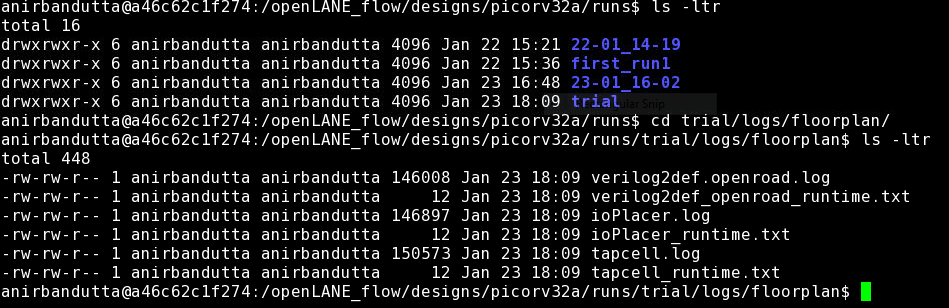 anirbandutta@a46c62c1f274:/openLANE_flow/designs/picorv32a/runs$ ls -ltr
total 16
drwxrwxr-x 6 anirbandutta anirbandutta 4096 Jan 22 15:21 22-01_14-19
drwxrwxr-x 6 anirbandutta anirbandutta 4096 Jan 22 15:36 first_run1
drwxrwxr-x 6 anirbandutta anirbandutta 4096 Jan 23 16:48 23-01_16-02
drwxrwxr-x 6 anirbandutta anirbandutta 4096 Jan 23 18:09 trial
Snip
anirbandutta@a46c62c1f274:/openLANE_flow/designs/picorv32a/runs$ cd trial/logs/floorplan/
anirbandutta@a46c62c1f274:/openLANE_flow/designs/picorv32a/runs/trial/logs/floorplan$ ls -ltr
total 448
-rw-rw-r-- 1 anirbandutta anirbandutta 146008 Jan 23 18:09 verilog2def.openroad.log
-rw-rw-r-- 1 anirbandutta anirbandutta     12 Jan 23 18:09 verilog2def_openroad_runtime.txt
-rw-rw-r-- 1 anirbandutta anirbandutta 146897 Jan 23 18:09 ioPlacer.log
-rw-rw-r-- 1 anirbandutta anirbandutta     12 Jan 23 18:09 ioPlacer_runtime.txt
-rw-rw-r-- 1 anirbandutta anirbandutta 150573 Jan 23 18:09 tapcell.log
-rw-rw-r-- 1 anirbandutta anirbandutta     12 Jan 23 18:09 tapcell_runtime.txt
anirbandutta@a46c62c1f274:/openLANE_flow/designs/picorv32a/runs/trial/logs/floorplan$